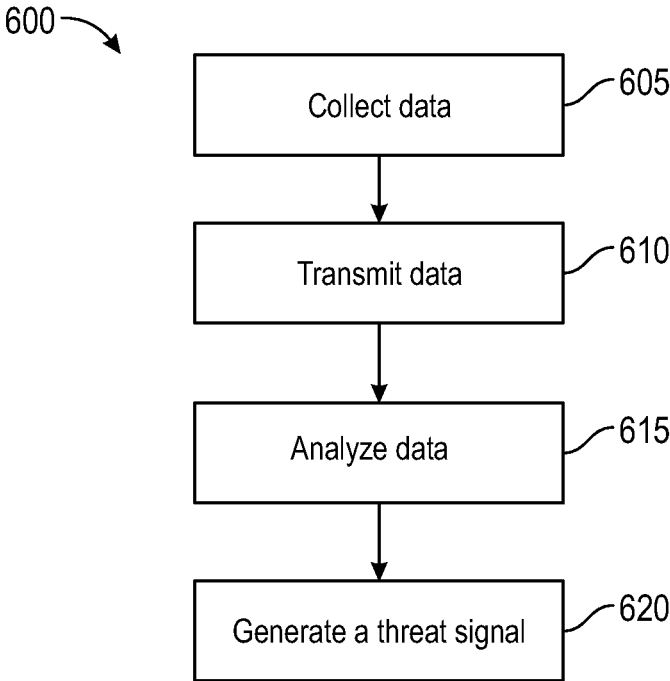 600
Collect data
605
Transmit data
610
Analyze data
615
Generate a threat signal
620